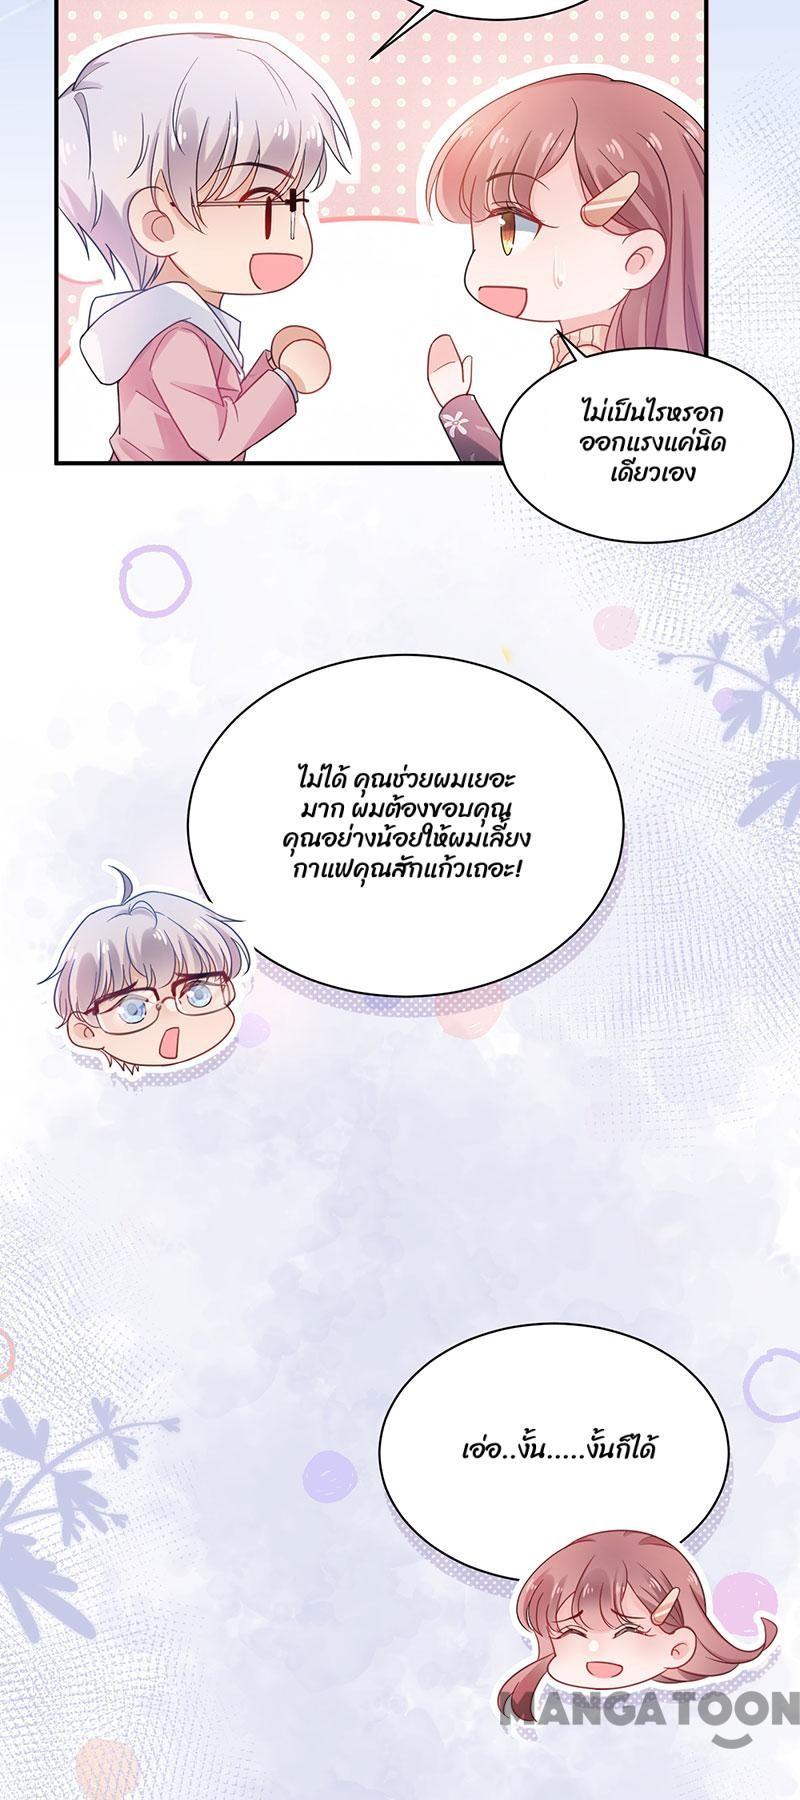 ไม่เป็นไรหรอก
ออกแรงแค่นิด
เดียวเอง
ไม่ได้ คุณช่วยผมเยอะ
มาก ผมต้องขอบคุณ
คุณอย่างน้อยให้ผมเลี้ยง
กาแฟคุณสักแก้วเถอะ!
เอ่อ..งั้น.....งั้นก็ได้
MANGATOON